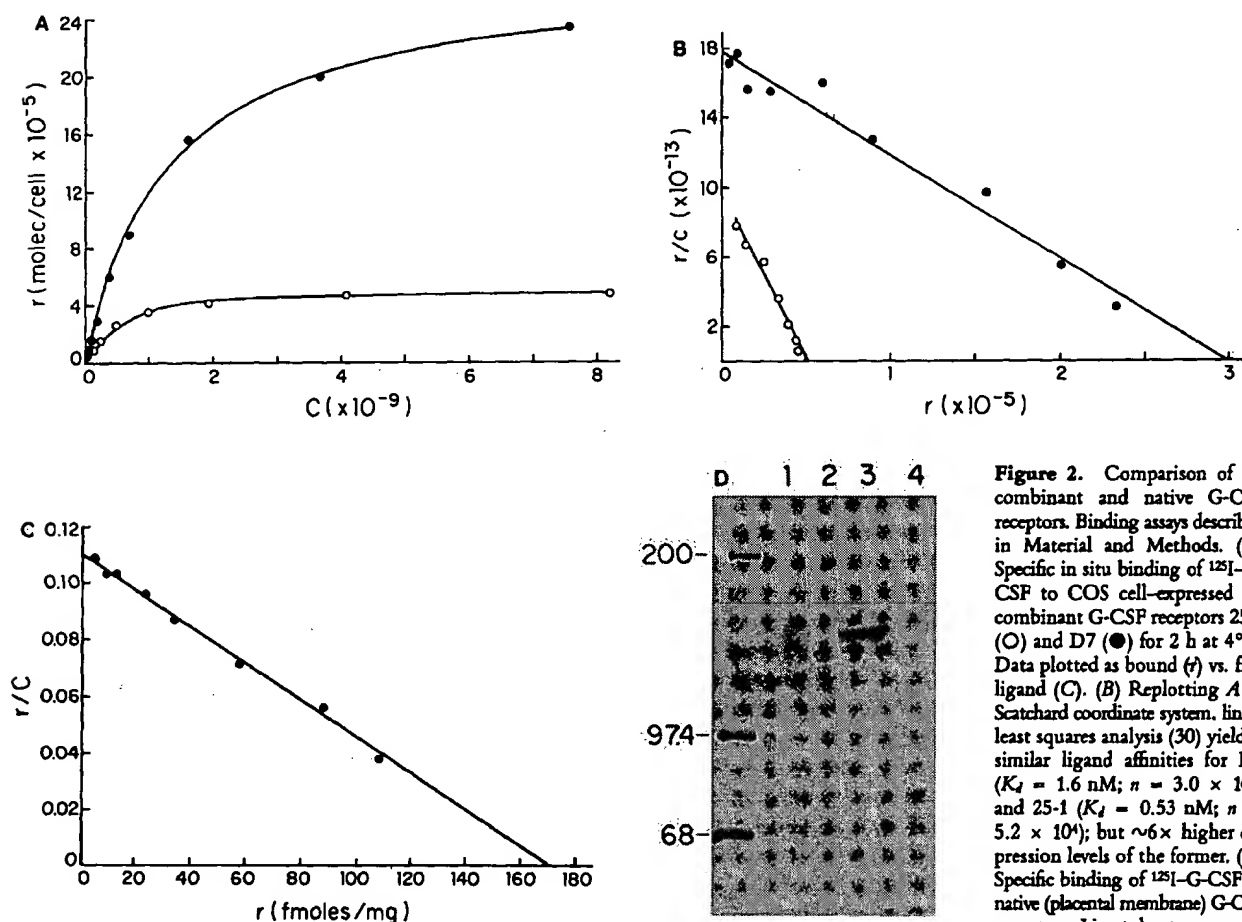 A
24
20
16
12
8
4
0
r (molec/cell x 10⁻⁵)
0 2 4 6 8
C (x10⁻⁹)
B
18
14
10
6
2
r/c (x10⁻¹³)
0 1 2 3
r (x10⁻⁵)
C
0.12
0.10
0.08
0.06
0.04
0.02
0
r/C
0 20 40 60 80 100 120 140 160 180
r (fmoles/mg)
D 1 2 3 4
200
97.4
68
Figure 2. Comparison of
combinant and native G-C
receptors. Binding assays describ
in Material and Methods. (
Specific in situ binding of ¹²⁵I–
CSF to COS cell–expressed
combinant G-CSF receptors 25
(○) and D7 (●) for 2 h at 4°
Data plotted as bound (r) vs. f
ligand (C). (B) Replotting A
Scatchard coordinate system. lin
least squares analysis (30) yield
similar ligand affinities for
(Kd = 1.6 nM; n = 3.0 × 1
and 25-1 (Kd = 0.53 nM; n
5.2 × 10⁴); but ~6× higher
pression levels of the former. (
Specific binding of ¹²⁵I–G-CSF
native (placental membrane) G-C